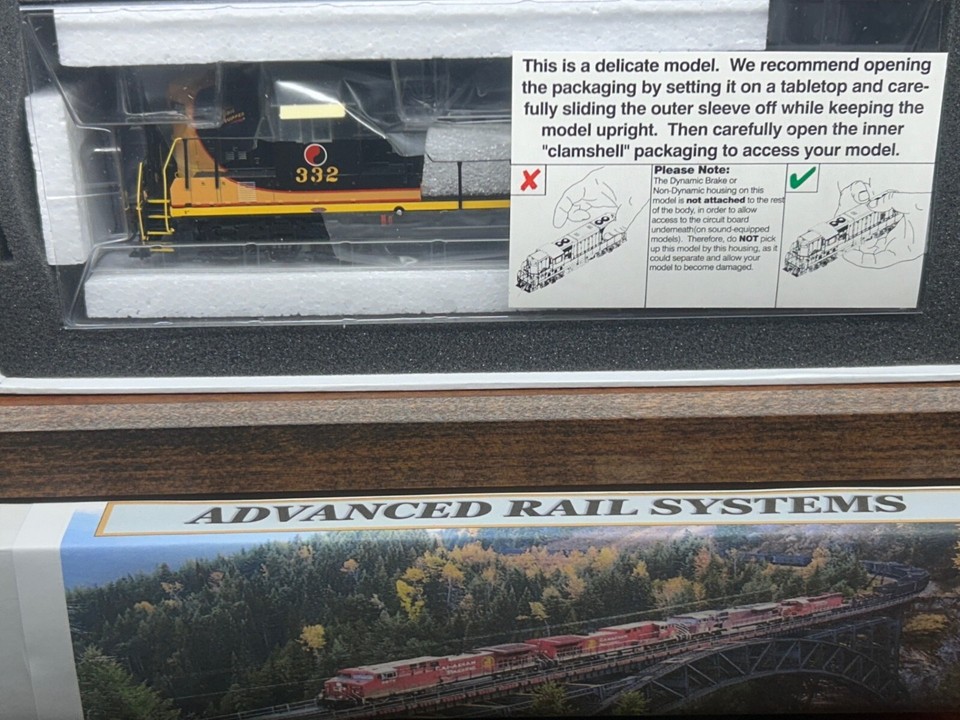 332
This is a delicate model. We recommend opening
the packaging by setting it on a tabletop and care-
fully sliding the outer sleeve off while keeping the
model upright. Then carefully open the inner
"clamshell" packaging to access your model.
Please Note:
The Dynamic Brake or
Non-Dynamic housing on this
model is not attached to the rest
of the body, in order to allow
access to the circuit board
underneath(on sound-equipped
models). Therefore, do NOT pick
up this model by this housing, as it
could separate and allow your
model to become damaged.
ADVANCED RAIL SYSTEMS
CANADIAN
PACIFIC